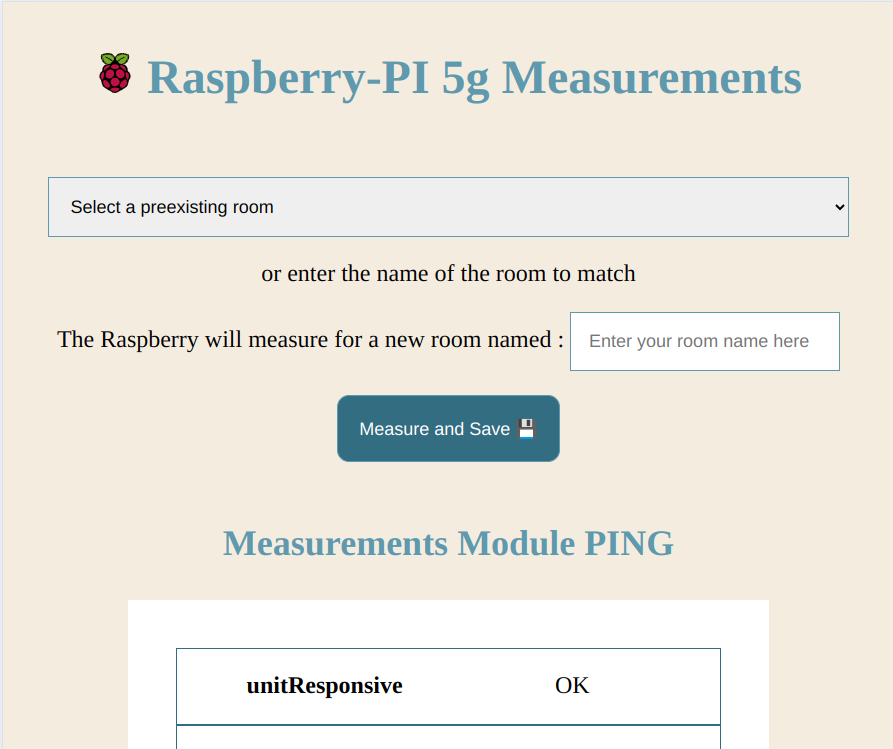 Raspberry-PI 5g Measurements
Select a preexisting room
or enter the name of the room to match
The Raspberry will measure for a new room named : Enter your room name here
Measure and Save 💾
Measurements Module PING
unitResponsive OK